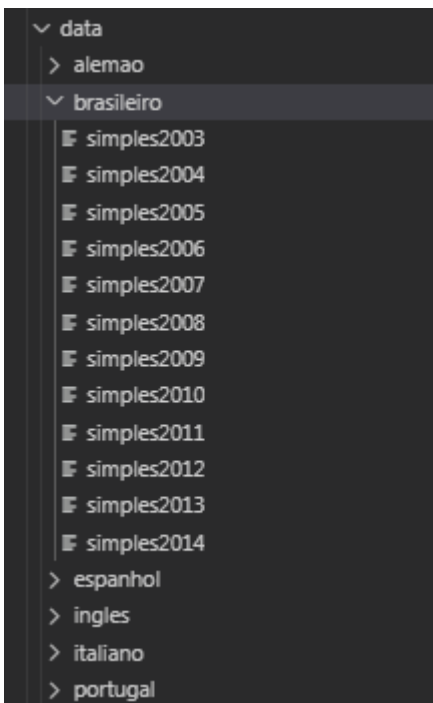 data
alemao
brasileiro
simples2003
simples2004
simples2005
simples2006
simples2007
simples2008
simples2009
simples2010
simples2011
simples2012
simples2013
simples2014
espanhol
ingles
italiano
portugal